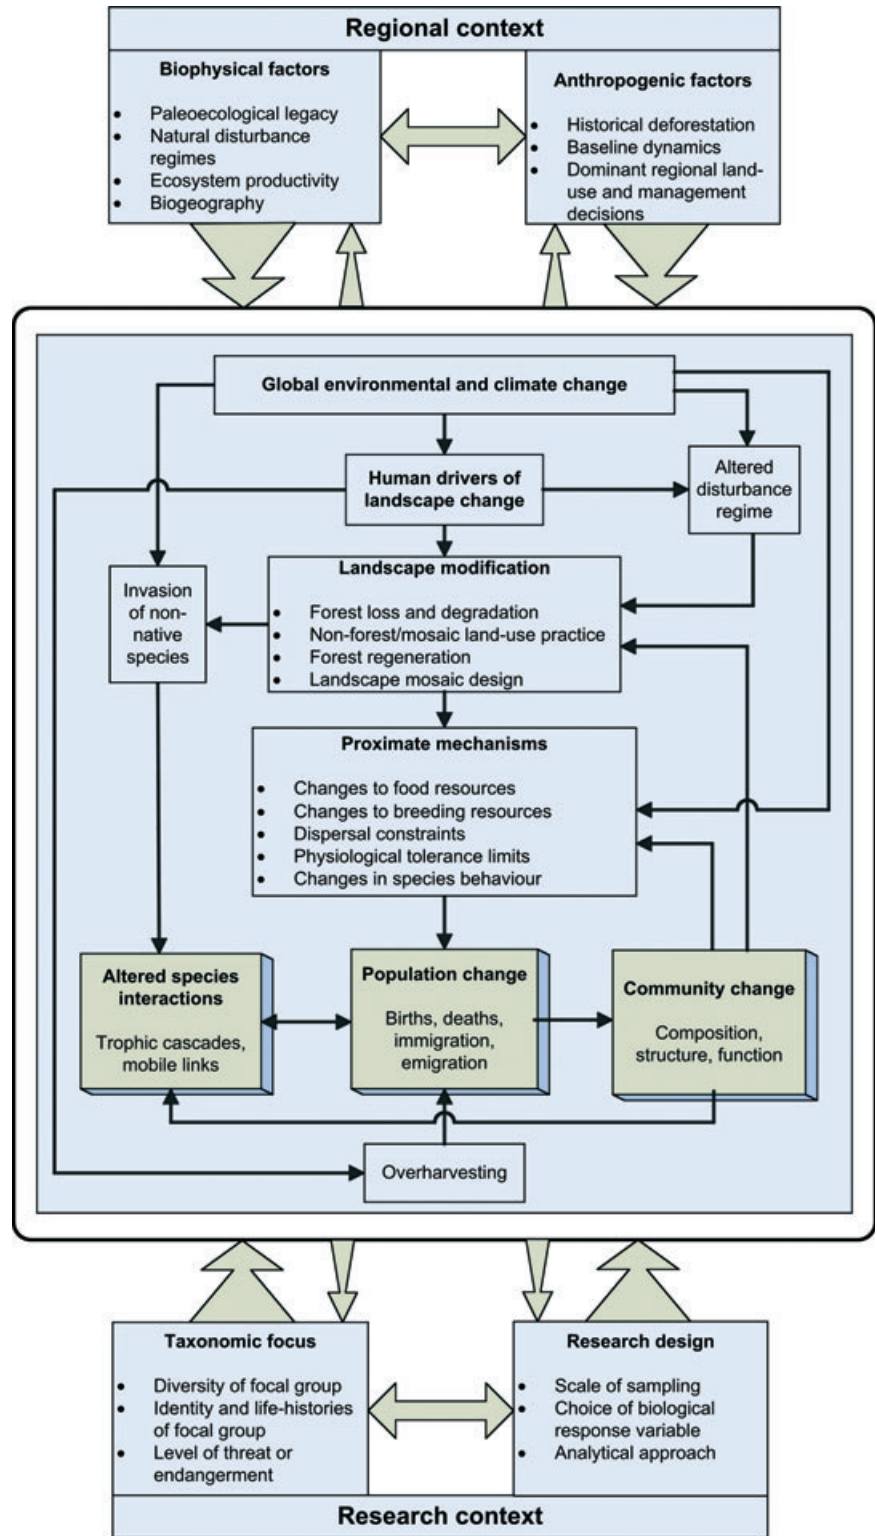 Regional context
Biophysical factors
• Paleoecological legacy
• Natural disturbance
regimes
• Ecosystem productivity
• Biogeography
Anthropogenic factors
• Historical deforestation
• Baseline dynamics
• Dominant regional land-
use and management
decisions
Global environmental and climate change
Human drivers of
landscape change
Altered
disturbance
regime
Invasion
of non-
native
species
Landscape modification
• Forest loss and degradation
• Non-forest/mosaic land-use practice
• Forest regeneration
• Landscape mosaic design
Proximate mechanisms
• Changes to food resources
• Changes to breeding resources
• Dispersal constraints
• Physiological tolerance limits
• Changes in species behaviour
Altered species
interactions
Trophic cascades,
mobile links
Population change
Births, deaths,
immigration,
emigration
Community change
Composition,
structure, function
Overharvesting
Taxonomic focus
• Diversity of focal group
• Identity and life-histories
of focal group
• Level of threat or
endangerment
Research design
• Scale of sampling
• Choice of biological
response variable
• Analytical approach
Research context